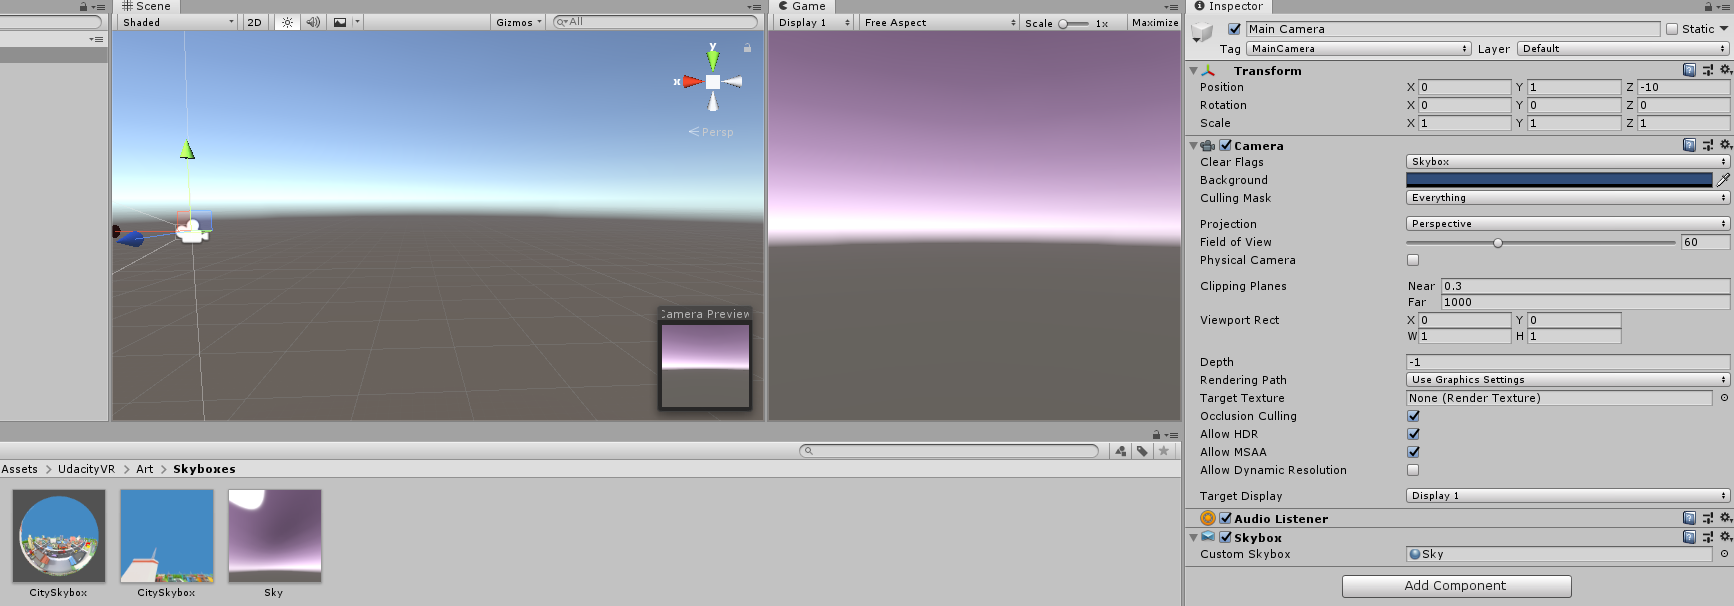 Scene
Shaded
2D
Gizmos
All
y
x
Persp
Camera Preview
Game
Display 1
Free Aspect
Scale
1x
Maximize
Assets
UdacityVR
Art
Skyboxes
CitySkybox
CitySkybox
Sky
Inspector
Main Camera
Static
Tag MainCamera Layer Default
Transform
Position X 0 Y 1 Z -10
Rotation X 0 Y 0 Z 0
Scale X 1 Y 1 Z 1
Camera
Clear Flags Skybox
Background
Culling Mask Everything
Projection Perspective
Field of View 60
Physical Camera
Clipping Planes Near 0.3
Far 1000
Viewport Rect X 0 Y 0
W 1 H 1
Depth -1
Rendering Path Use Graphics Settings
Target Texture None (Render Texture)
Occlusion Culling
Allow HDR
Allow MSAA
Allow Dynamic Resolution
Target Display Display 1
Audio Listener
Skybox
Custom Skybox Sky
Add Component